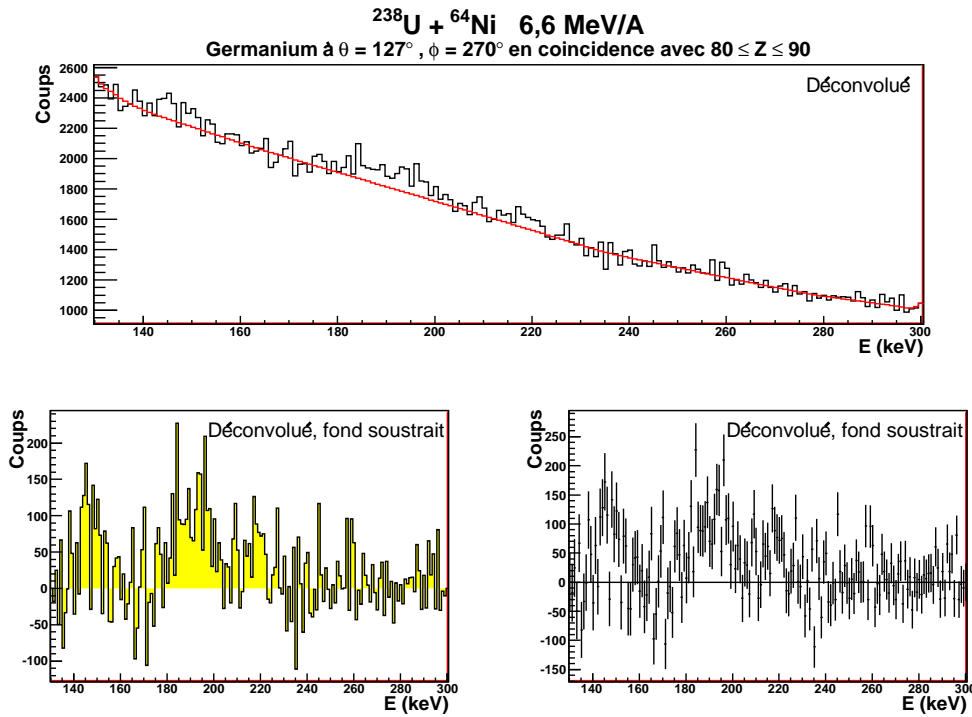 ²³⁸U + ⁶⁴Ni 6,6 MeV/A
Germanium à θ = 127° , ϕ = 270° en coincidence avec 80 ≤ Z ≤ 90
Coups
2600
2400
2200
2000
1800
1600
1400
1200
1000
Déconvolué
140 160 180 200 220 240 260 280 300
E (keV)
Coups
200
150
100
50
0
-50
-100
Déconvolué, fond soustrait
140 160 180 200 220 240 260 280 300
E (keV)
Coups
250
200
150
100
50
0
-50
-100
-150
Déconvolué, fond soustrait
140 160 180 200 220 240 260 280 300
E (keV)